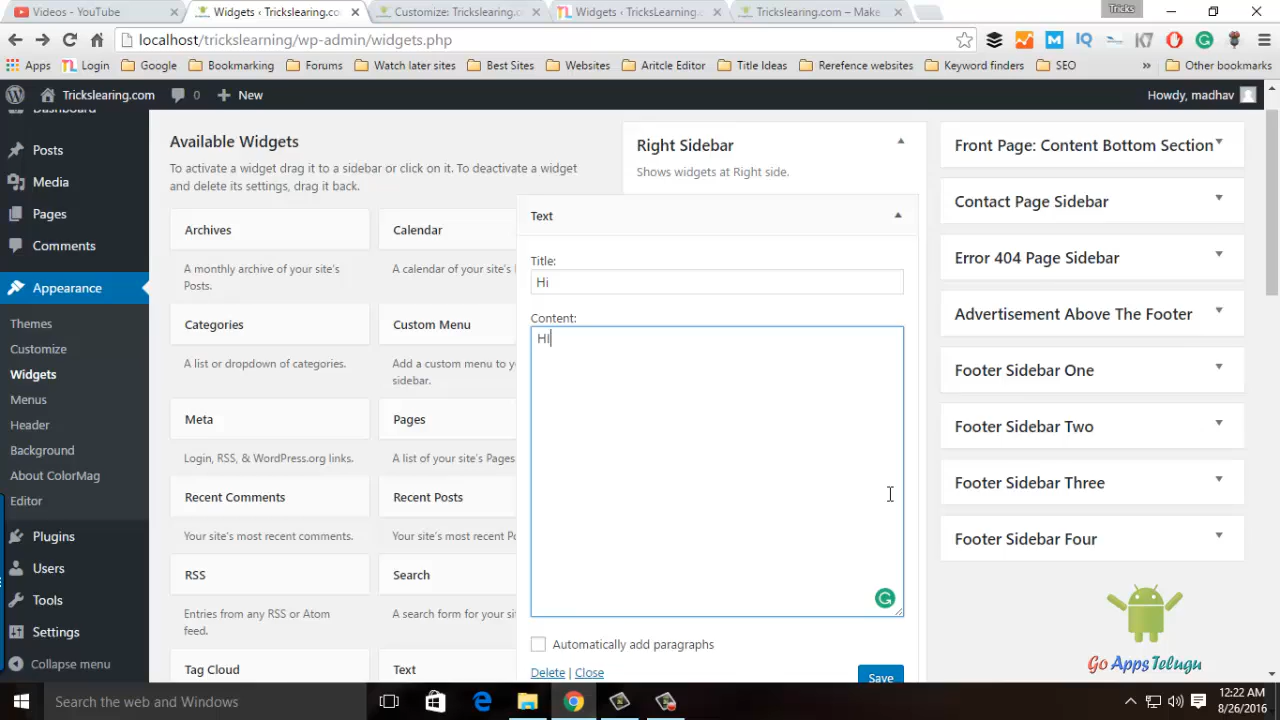 Videos - YouTube
Widgets ‹ Trickslearing.co
Customize: Trickslearing.c
Widgets ‹ TricksLearning.
Trickslearing.com – Make
Tricks
localhost/trickslearning/wp-admin/widgets.php
Apps
Login
Google
Bookmarking
Forums
Watch later sites
Best Sites
Websites
Aritcle Editor
Title Ideas
Rerefence websites
Keyword finders
SEO
»
Other bookmarks
Trickslearing.com
0
New
Howdy, madhav
Dashboard
Posts
Media
Pages
Comments
Appearance
Themes
Customize
Widgets
Menus
Header
Background
About ColorMag
Editor
Plugins
Users
Tools
Settings
Collapse menu
Available Widgets
To activate a widget drag it to a sidebar or click on it. To deactivate a widget
and delete its settings, drag it back.
Archives
A monthly archive of your site's
Posts.
Calendar
A calendar of your site's
Categories
A list or dropdown of categories.
Custom Menu
Add a custom menu to y
sidebar.
Meta
Login, RSS, & WordPress.org links.
Pages
A list of your site's Pages
Recent Comments
Your site's most recent comments.
Recent Posts
Your site's most recent Po
RSS
Entries from any RSS or Atom
feed.
Search
A search form for your sit
Tag Cloud
Text
Right Sidebar
Shows widgets at Right side.
Text
Title:
Hi
Content:
HI
Automatically add paragraphs
Delete | Close
Save
Front Page: Content Bottom Section
Contact Page Sidebar
Error 404 Page Sidebar
Advertisement Above The Footer
Footer Sidebar One
Footer Sidebar Two
Footer Sidebar Three
Footer Sidebar Four
Go Apps Telugu
Search the web and Windows
12:22 AM
8/26/2016